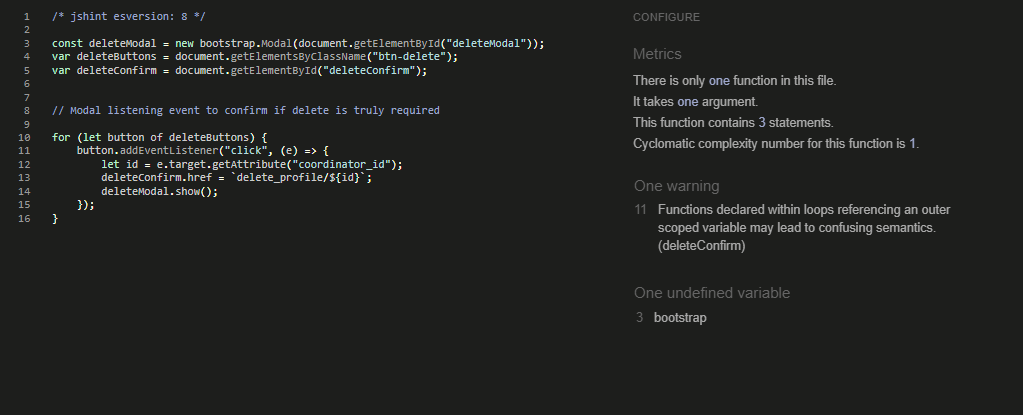 1 /* jshint esversion: 8 */
2
3 const deleteModal = new bootstrap.Modal(document.getElementById("deleteModal"));
4 var deleteButtons = document.getElementsByClassName("btn-delete");
5 var deleteConfirm = document.getElementById("deleteConfirm");
6
7
8 // Modal listening event to confirm if delete is truly required
9
10 for (let button of deleteButtons) {
11     button.addEventListener("click", (e) => {
12         let id = e.target.getAttribute("coordinator_id");
13         deleteConfirm.href = `delete_profile/${id}`;
14         deleteModal.show();
15     });
16 }
CONFIGURE
Metrics
There is only one function in this file.
It takes one argument.
This function contains 3 statements.
Cyclomatic complexity number for this function is 1.
One warning
11 Functions declared within loops referencing an outer
scoped variable may lead to confusing semantics.
(deleteConfirm)
One undefined variable
3 bootstrap